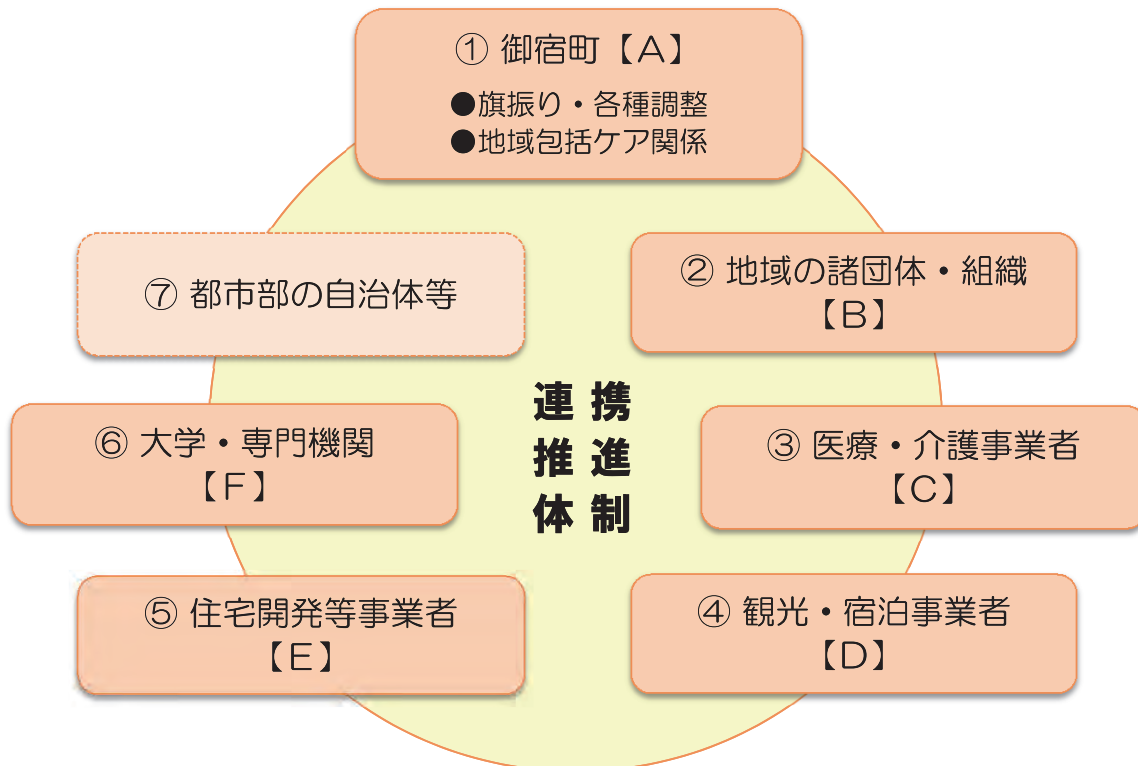 ① 御宿町【A】
●旗振り・各種調整
●地域包括ケア関係
② 地域の諸団体・組織
【B】
③ 医療・介護事業者
【C】
④ 観光・宿泊事業者
【D】
⑤ 住宅開発等事業者
【E】
⑥ 大学・専門機関
【F】
⑦ 都市部の自治体等
連携
推進
体制